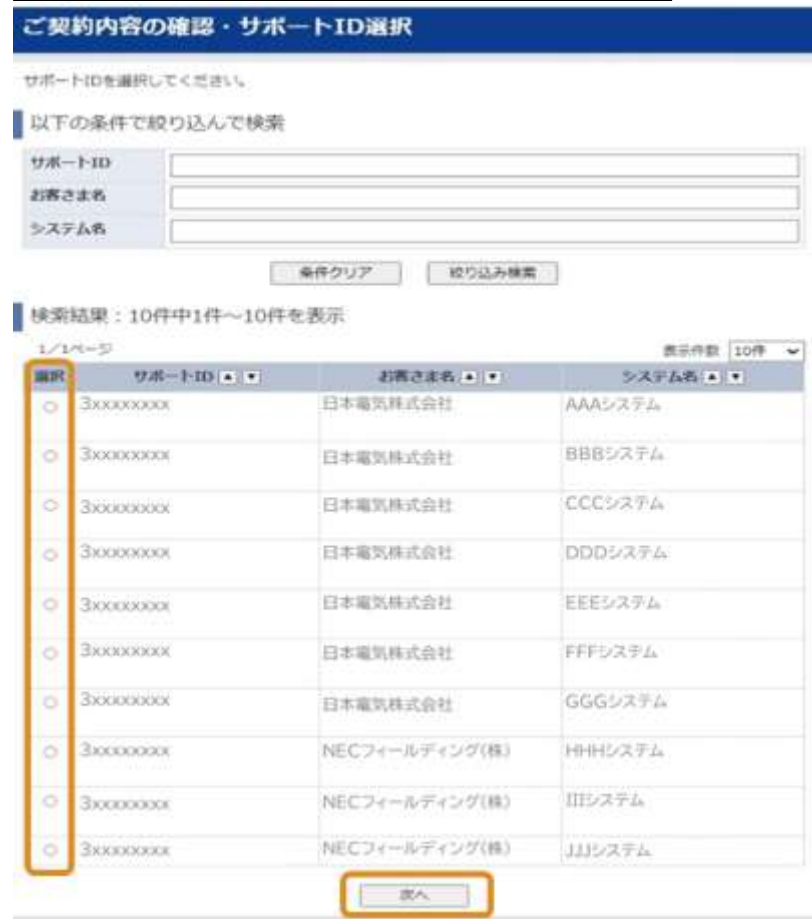 ご契約内容の確認・サポートID選択
サポートIDを選択してください。
以下の条件で絞り込んで検索
サポートID
お客さま名
システム名
条件クリア 絞り込み検索
検索結果:10件中1件~10件を表示
1/1ページ 表示件数 10件
選択 サポートID ▲ ▼ お客さま名 ▲ ▼ システム名 ▲ ▼
3xxxxxxxx 日本電気株式会社 AAAシステム
3xxxxxxxx 日本電気株式会社 BBBシステム
3xxxxxxxx 日本電気株式会社 CCCシステム
3xxxxxxxx 日本電気株式会社 DDDシステム
3xxxxxxxx 日本電気株式会社 EEEシステム
3xxxxxxxx 日本電気株式会社 FFFシステム
3xxxxxxxx 日本電気株式会社 GGGシステム
3xxxxxxxx NECフィールディング(株) HHHシステム
3xxxxxxxx NECフィールディング(株) IIIシステム
3xxxxxxxx NECフィールディング(株) JJJシステム
次へ